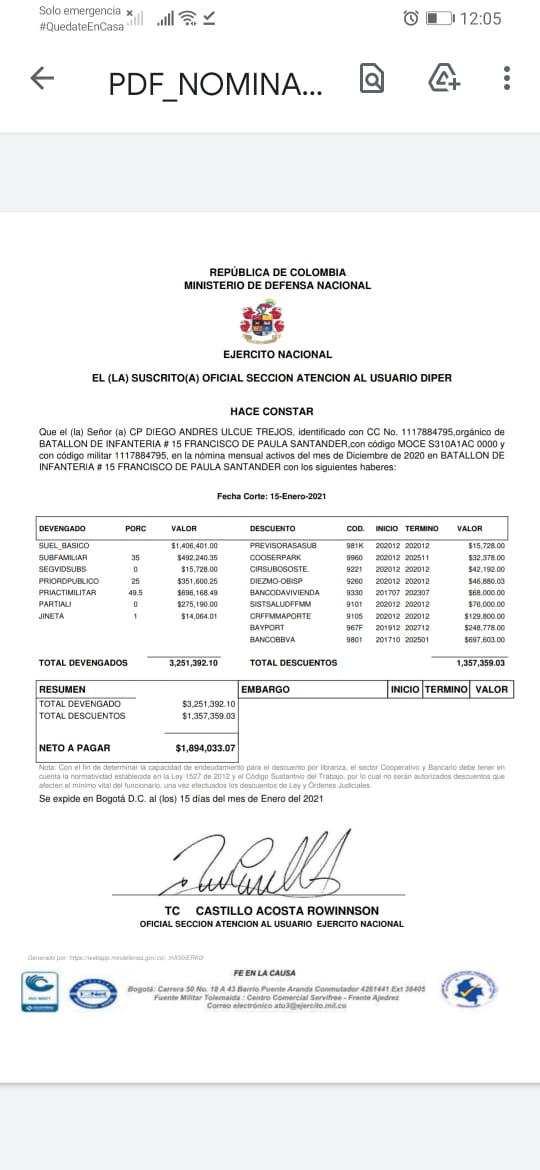 Solo emergencia
#QuedateEnCasa
12:05
PDF_NOMINA...
REPÚBLICA DE COLOMBIA
MINISTERIO DE DEFENSA NACIONAL
EJERCITO NACIONAL
EL (LA) SUSCRITO(A) OFICIAL SECCION ATENCION AL USUARIO DIPER
HACE CONSTAR
Que el (la) Señor (a) CP DIEGO ANDRES ULCUE TREJOS, identificado con CC No. 1117884795,orgánico de
BATALLON DE INFANTERIA # 15 FRANCISCO DE PAULA SANTANDER,con código MOCE S310A1AC 0000 y
con código militar 1117884795, en la nómina mensual activos del mes de Diciembre de 2020 en BATALLON DE
INFANTERIA # 15 FRANCISCO DE PAULA SANTANDER con los siguientes haberes:
Fecha Corte: 15-Enero-2021
DEVENGADO PORC VALOR DESCUENTO COD. INICIO TERMINO VALOR
SUEL_BASICO $1,406,401.00 PREVISORASASUB 981K 202012 202012 $15,728.00
SUBFAMILIAR 35 $492,240.35 COOSERPARK 9960 202012 202511 $32,378.00
SEGVIDSUBS 0 $15,728.00 CIRSUBOSOSTE. 9221 202012 202012 $42,192.00
PRIORDPUBLICO 25 $351,600.25 DIEZMO-OBISP 9260 202012 202012 $46,880.03
PRIACTIMILITAR 49.5 $696,168.49 BANCODAVIVIENDA 9330 201707 202307 $68,000.00
PARTIALI 0 $275,190.00 SISTSALUDFFMM 9101 202012 202012 $76,000.00
JINETA 1 $14,064.01 CRFFMMAPORTE 9105 202012 202012 $129,800.00
BAYPORT 967F 201912 202712 $248,778.00
BANCOBBVA 9801 201710 202501 $697,603.00
TOTAL DEVENGADOS 3,251,392.10 TOTAL DESCUENTOS 1,357,359.03
RESUMEN EMBARGO INICIO TERMINO VALOR
TOTAL DEVENGADO $3,251,392.10
TOTAL DESCUENTOS $1,357,359.03
NETO A PAGAR $1,894,033.07
Nota: Con el fin de determinar la capacidad de endeudamiento para el descuento por libranza, el sector Cooperativo y Bancario debe tener en
cuenta la normatividad establecida en la Ley 1527 de 2012 y el Código Sustantivo del Trabajo, por lo cual no serán autorizados descuentos que
afecten el mínimo vital del funcionario, una vez efectuados los descuentos de Ley y Órdenes Judiciales.
Se expide en Bogotá D.C. al (los) 15 días del mes de Enero del 2021
TC CASTILLO ACOSTA ROWINNSON
OFICIAL SECCION ATENCION AL USUARIO EJERCITO NACIONAL
Generado por: https://webapp.mindefensa.gov.co/,
FE EN LA CAUSA
Bogotá: Carrera 50 No. 18 A 43 Barrio Puente Aranda Conmutador 4261441 Ext 38405
Fuente Militar Tolemaida : Centro Comercial Servifree - Frente Ajedrez
Correo electrónico atu3@ejercito.mil.co